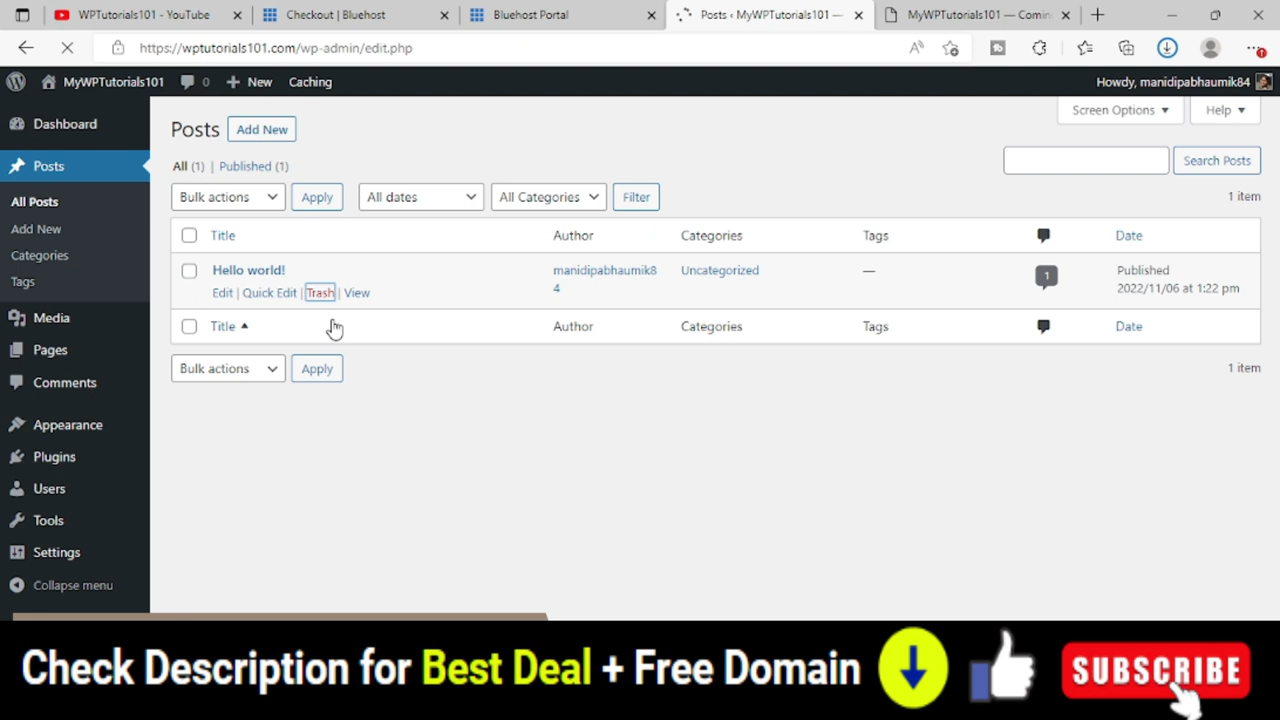 WPTutorials101 - YouTube
Checkout | Bluehost
Bluehost Portal
Posts ‹ MyWPTutorials101 —
MyWPTutorials101 — Comin
https://wptutorials101.com/wp-admin/edit.php
MyWPTutorials101 0 New Caching Howdy, manidipabhaumik84
Dashboard
Posts
All Posts
Add New
Categories
Tags
Media
Pages
Comments
Appearance
Plugins
Users
Tools
Settings
Collapse menu
Screen Options ▼ Help ▼
Posts Add New
All (1) | Published (1)
Search Posts
Bulk actions Apply All dates All Categories Filter 1 item
Title Author Categories Tags Date
Hello world! manidipabhaumik8 Uncategorized — 1 Published
4 2022/11/06 at 1:22 pm
Edit | Quick Edit | Trash | View
Title ▲ Author Categories Tags Date
Bulk actions Apply 1 item
Check Description for Best Deal + Free Domain SUBSCRIBE